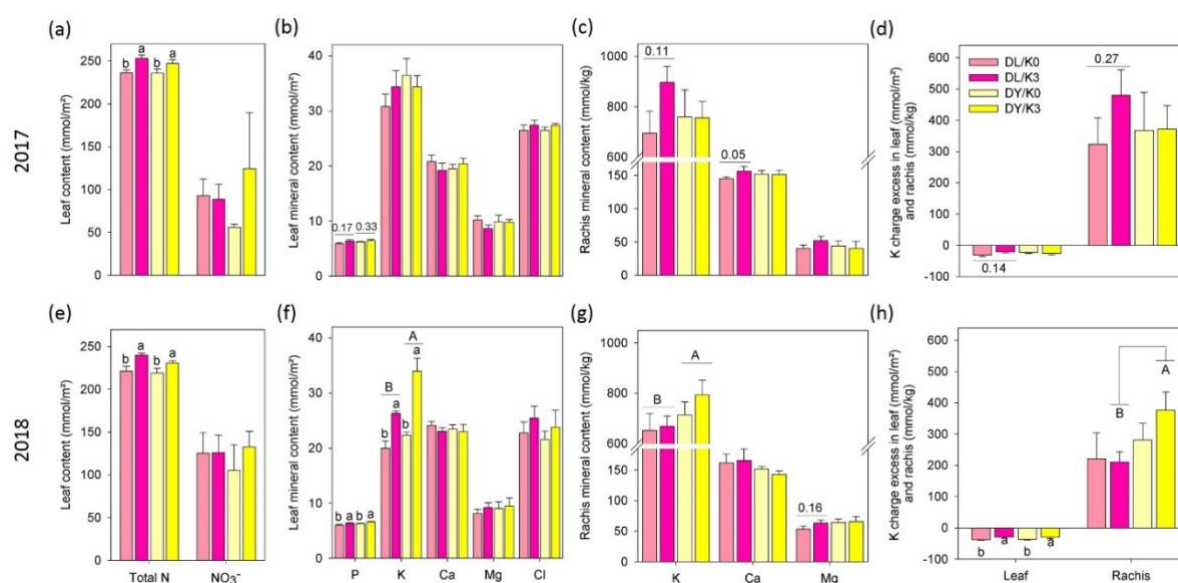 (a)
(b)
(c)
(d)
2017
Leaf content (mmol/m²)
250
200
150
100
50
0
b a b a
Leaf mineral content (mmol/m²)
40
30
20
10
0
0.17 0.33
Rachis mineral content (mmol/kg)
1000
800
600
150
100
50
0
0.11
0.05
K charge excess in leaf (mmol/m²)
and rachis (mmol/kg)
600
500
400
300
200
100
0
-100
DL/K0
DL/K3
DY/K0
DY/K3
0.27
0.14
(e)
(f)
(g)
(h)
2018
Leaf content (mmol/m²)
250
200
150
100
50
0
b a b a
Total N NO₃⁻
Leaf mineral content (mmol/m²)
40
30
20
10
0
A
B
b a b a
b a b a
P K Ca Mg Cl
Rachis mineral content (mmol/kg)
1000
800
600
150
100
50
0
A
B
0.16
K Ca Mg
K charge excess in leaf (mmol/m²)
and rachis (mmol/kg)
600
500
400
300
200
100
0
-100
A
B
b a b a
Leaf Rachis